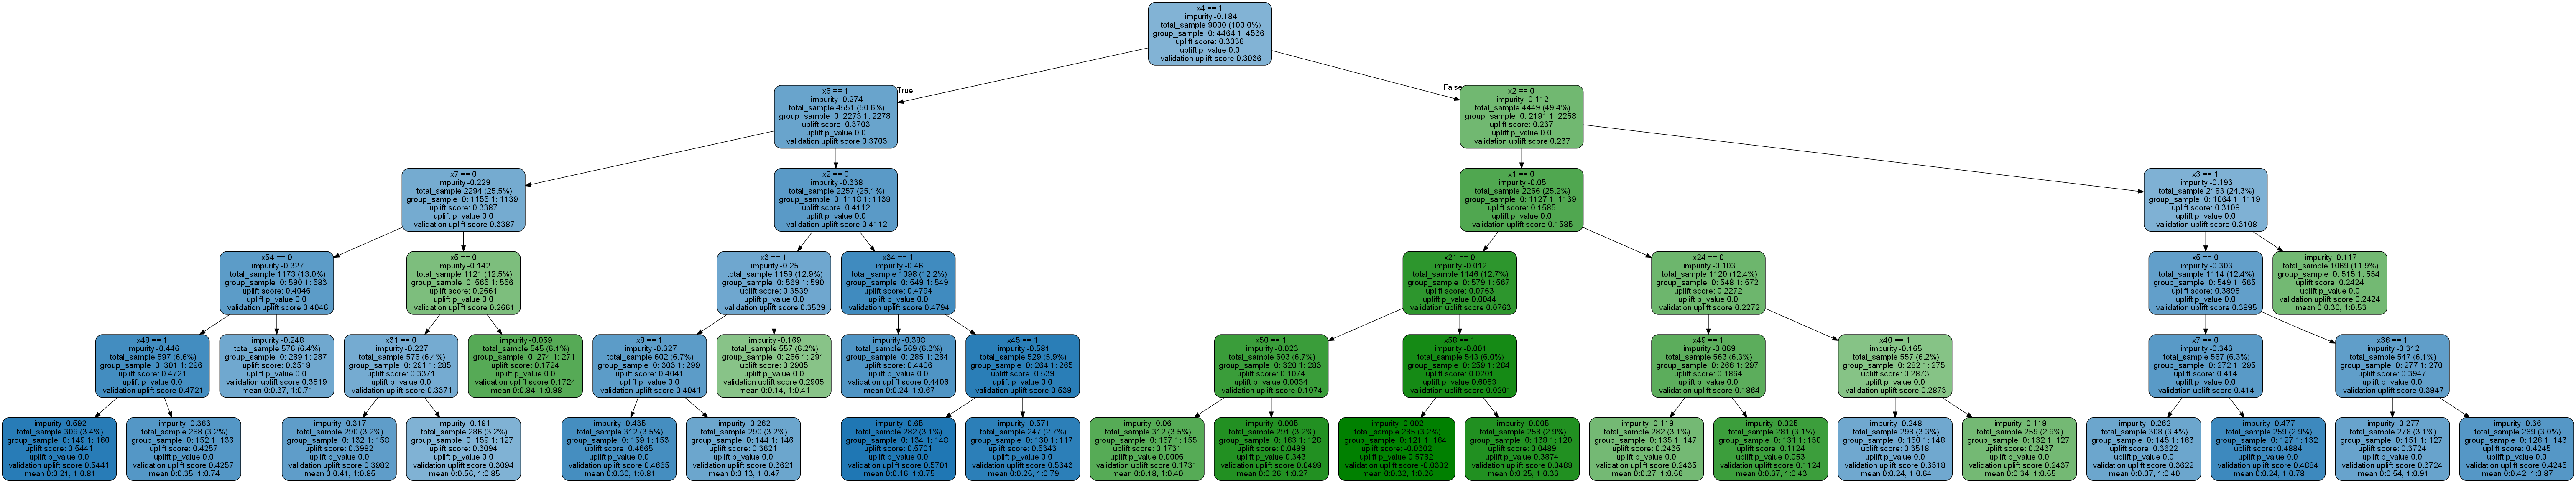 x4 == 1
impurity -0.184
total_sample 9000 (100.0%)
group_sample 0: 4464 1: 4536
uplift score: 0.3036
uplift p_value 0.0
validation uplift score 0.3036
True
False
x6 == 1
impurity -0.274
total_sample 4551 (50.6%)
group_sample 0: 2273 1: 2278
uplift score: 0.3703
uplift p_value 0.0
validation uplift score 0.3703
x2 == 0
impurity -0.112
total_sample 4449 (49.4%)
group_sample 0: 2191 1: 2258
uplift score: 0.237
uplift p_value 0.0
validation uplift score 0.237
x7 == 0
impurity -0.229
total_sample 2294 (25.5%)
group_sample 0: 1155 1: 1139
uplift score: 0.3387
uplift p_value 0.0
validation uplift score 0.3387
x2 == 0
impurity -0.338
total_sample 2257 (25.1%)
group_sample 0: 1118 1: 1139
uplift score: 0.4112
uplift p_value 0.0
validation uplift score 0.4112
x1 == 0
impurity -0.05
total_sample 2266 (25.2%)
group_sample 0: 1127 1: 1139
uplift score: 0.1585
uplift p_value 0.0
validation uplift score 0.1585
x3 == 1
impurity -0.193
total_sample 2183 (24.3%)
group_sample 0: 1064 1: 1119
uplift score: 0.3108
uplift p_value 0.0
validation uplift score 0.3108
x54 == 0
impurity -0.327
total_sample 1173 (13.0%)
group_sample 0: 590 1: 583
uplift score: 0.4046
uplift p_value 0.0
validation uplift score 0.4046
x5 == 0
impurity -0.142
total_sample 1121 (12.5%)
group_sample 0: 565 1: 556
uplift score: 0.2661
uplift p_value 0.0
validation uplift score 0.2661
x3 == 1
impurity -0.25
total_sample 1159 (12.9%)
group_sample 0: 569 1: 590
uplift score: 0.3539
uplift p_value 0.0
validation uplift score 0.3539
x34 == 1
impurity -0.46
total_sample 1098 (12.2%)
group_sample 0: 549 1: 549
uplift score: 0.4794
uplift p_value 0.0
validation uplift score 0.4794
x21 == 0
impurity -0.012
total_sample 1146 (12.7%)
group_sample 0: 579 1: 567
uplift score: 0.0763
uplift p_value 0.0044
validation uplift score 0.0763
x24 == 0
impurity -0.103
total_sample 1120 (12.4%)
group_sample 0: 548 1: 572
uplift score: 0.2272
uplift p_value 0.0
validation uplift score 0.2272
x5 == 0
impurity -0.303
total_sample 1114 (12.4%)
group_sample 0: 549 1: 565
uplift score: 0.3895
uplift p_value 0.0
validation uplift score 0.3895
impurity -0.117
total_sample 1069 (11.9%)
group_sample 0: 515 1: 554
uplift score: 0.2424
uplift p_value 0.0
validation uplift score 0.2424
mean 0:0.30, 1:0.53
x48 == 1
impurity -0.446
total_sample 597 (6.6%)
group_sample 0: 301 1: 296
uplift score: 0.4721
uplift p_value 0.0
validation uplift score 0.4721
impurity -0.248
total_sample 576 (6.4%)
group_sample 0: 289 1: 287
uplift score: 0.3519
uplift p_value 0.0
validation uplift score 0.3519
mean 0:0.37, 1:0.71
x31 == 0
impurity -0.227
total_sample 576 (6.4%)
group_sample 0: 291 1: 285
uplift score: 0.3371
uplift p_value 0.0
validation uplift score 0.3371
impurity -0.059
total_sample 545 (6.1%)
group_sample 0: 274 1: 271
uplift score: 0.1724
uplift p_value 0.0
validation uplift score 0.1724
mean 0:0.84, 1:0.98
x8 == 1
impurity -0.327
total_sample 602 (6.7%)
group_sample 0: 303 1: 299
uplift score: 0.4041
uplift p_value 0.0
validation uplift score 0.4041
impurity -0.169
total_sample 557 (6.2%)
group_sample 0: 266 1: 291
uplift score: 0.2905
uplift p_value 0.0
validation uplift score 0.2905
mean 0:0.14, 1:0.41
impurity -0.388
total_sample 569 (6.3%)
group_sample 0: 285 1: 284
uplift score: 0.4406
uplift p_value 0.0
validation uplift score 0.4406
mean 0:0.24, 1:0.67
x45 == 1
impurity -0.581
total_sample 529 (5.9%)
group_sample 0: 264 1: 265
uplift score: 0.539
uplift p_value 0.0
validation uplift score 0.539
x50 == 1
impurity -0.023
total_sample 603 (6.7%)
group_sample 0: 320 1: 283
uplift score: 0.1074
uplift p_value 0.0034
validation uplift score 0.1074
x58 == 1
impurity -0.001
total_sample 543 (6.0%)
group_sample 0: 259 1: 284
uplift score: 0.0201
uplift p_value 0.6053
validation uplift score 0.0201
x49 == 1
impurity -0.069
total_sample 563 (6.3%)
group_sample 0: 266 1: 297
uplift score: 0.1864
uplift p_value 0.0
validation uplift score 0.1864
x40 == 1
impurity -0.165
total_sample 557 (6.2%)
group_sample 0: 282 1: 275
uplift score: 0.2873
uplift p_value 0.0
validation uplift score 0.2873
x7 == 0
impurity -0.343
total_sample 567 (6.3%)
group_sample 0: 272 1: 295
uplift score: 0.414
uplift p_value 0.0
validation uplift score 0.414
x36 == 1
impurity -0.312
total_sample 547 (6.1%)
group_sample 0: 277 1: 270
uplift score: 0.3947
uplift p_value 0.0
validation uplift score 0.3947
impurity -0.592
total_sample 309 (3.4%)
group_sample 0: 149 1: 160
uplift score: 0.5441
uplift p_value 0.0
validation uplift score 0.5441
mean 0:0.21, 1:0.81
impurity -0.363
total_sample 288 (3.2%)
group_sample 0: 152 1: 136
uplift score: 0.4257
uplift p_value 0.0
validation uplift score 0.4257
mean 0:0.35, 1:0.74
impurity -0.317
total_sample 290 (3.2%)
group_sample 0: 132 1: 158
uplift score: 0.3982
uplift p_value 0.0
validation uplift score 0.3982
mean 0:0.41, 1:0.85
impurity -0.191
total_sample 286 (3.2%)
group_sample 0: 159 1: 127
uplift score: 0.3094
uplift p_value 0.0
validation uplift score 0.3094
mean 0:0.56, 1:0.85
impurity -0.435
total_sample 312 (3.5%)
group_sample 0: 159 1: 153
uplift score: 0.4665
uplift p_value 0.0
validation uplift score 0.4665
mean 0:0.30, 1:0.81
impurity -0.262
total_sample 290 (3.2%)
group_sample 0: 144 1: 146
uplift score: 0.3621
uplift p_value 0.0
validation uplift score 0.3621
mean 0:0.13, 1:0.47
impurity -0.65
total_sample 282 (3.1%)
group_sample 0: 134 1: 148
uplift score: 0.5701
uplift p_value 0.0
validation uplift score 0.5701
mean 0:0.16, 1:0.75
impurity -0.571
total_sample 247 (2.7%)
group_sample 0: 130 1: 117
uplift score: 0.5343
uplift p_value 0.0
validation uplift score 0.5343
mean 0:0.25, 1:0.79
impurity -0.06
total_sample 312 (3.5%)
group_sample 0: 157 1: 155
uplift score: 0.1731
uplift p_value 0.0006
validation uplift score 0.1731
mean 0:0.18, 1:0.40
impurity -0.005
total_sample 291 (3.2%)
group_sample 0: 163 1: 128
uplift score: 0.0499
uplift p_value 0.343
validation uplift score 0.0499
mean 0:0.26, 1:0.27
impurity -0.002
total_sample 285 (3.2%)
group_sample 0: 121 1: 164
uplift score: -0.0302
uplift p_value 0.5782
validation uplift score -0.0302
mean 0:0.32, 1:0.26
impurity -0.005
total_sample 258 (2.9%)
group_sample 0: 138 1: 120
uplift score: 0.0489
uplift p_value 0.3874
validation uplift score 0.0489
mean 0:0.25, 1:0.33
impurity -0.119
total_sample 282 (3.1%)
group_sample 0: 135 1: 147
uplift score: 0.2435
uplift p_value 0.0
validation uplift score 0.2435
mean 0:0.27, 1:0.56
impurity -0.025
total_sample 281 (3.1%)
group_sample 0: 131 1: 150
uplift score: 0.1124
uplift p_value 0.053
validation uplift score 0.1124
mean 0:0.37, 1:0.43
impurity -0.248
total_sample 298 (3.3%)
group_sample 0: 150 1: 148
uplift score: 0.3518
uplift p_value 0.0
validation uplift score 0.3518
mean 0:0.24, 1:0.64
impurity -0.119
total_sample 259 (2.9%)
group_sample 0: 132 1: 127
uplift score: 0.2437
uplift p_value 0.0
validation uplift score 0.2437
mean 0:0.34, 1:0.55
impurity -0.262
total_sample 308 (3.4%)
group_sample 0: 145 1: 163
uplift score: 0.3622
uplift p_value 0.0
validation uplift score 0.3622
mean 0:0.07, 1:0.40
impurity -0.477
total_sample 259 (2.9%)
group_sample 0: 127 1: 132
uplift score: 0.4884
uplift p_value 0.0
validation uplift score 0.4884
mean 0:0.24, 1:0.78
impurity -0.277
total_sample 278 (3.1%)
group_sample 0: 151 1: 127
uplift score: 0.3724
uplift p_value 0.0
validation uplift score 0.3724
mean 0:0.54, 1:0.91
impurity -0.36
total_sample 269 (3.0%)
group_sample 0: 126 1: 143
uplift score: 0.4245
uplift p_value 0.0
validation uplift score 0.4245
mean 0:0.42, 1:0.87